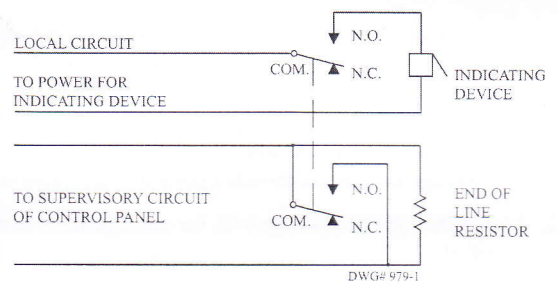 N.O.
LOCAL CIRCUIT
COM.
N.C.
TO POWER FOR
INDICATING DEVICE
INDICATING
DEVICE
N.O.
TO SUPERVISORY CIRCUIT
OF CONTROL PANEL
COM.
N.C.
END OF
LINE
RESISTOR
DWG# 979-1